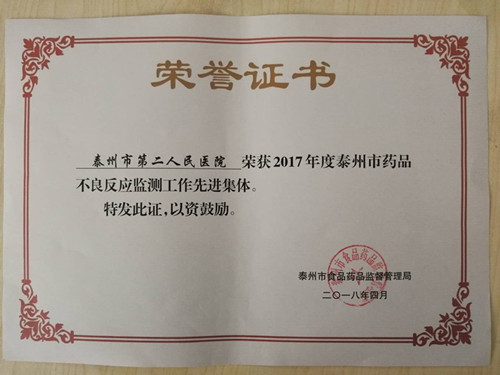 荣誉证书
泰州市第二人民医院 荣获2017年度泰州市药品
不良反应监测工作先进集体。
特发此证,以资鼓励。
泰州市食品药品监督管理局
二〇一八年四月